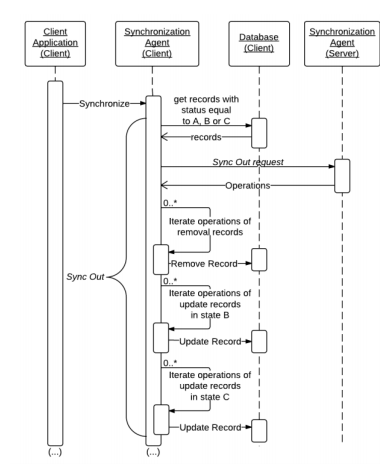 Client
Application
(Client)
Synchronization
Agent
(Client)
Database
(Client)
Synchronization
Agent
(Server)
Synchronize
get records with
status equal
to A, B or C
records
Sync Out request
Operations
0..*
Iterate operations of
removal records
Remove Record
Sync Out
0..*
Iterate operations of
update records
in state B
Update Record
0..*
Iterate operations of
update records
in state C
Update Record
(...)
(...)